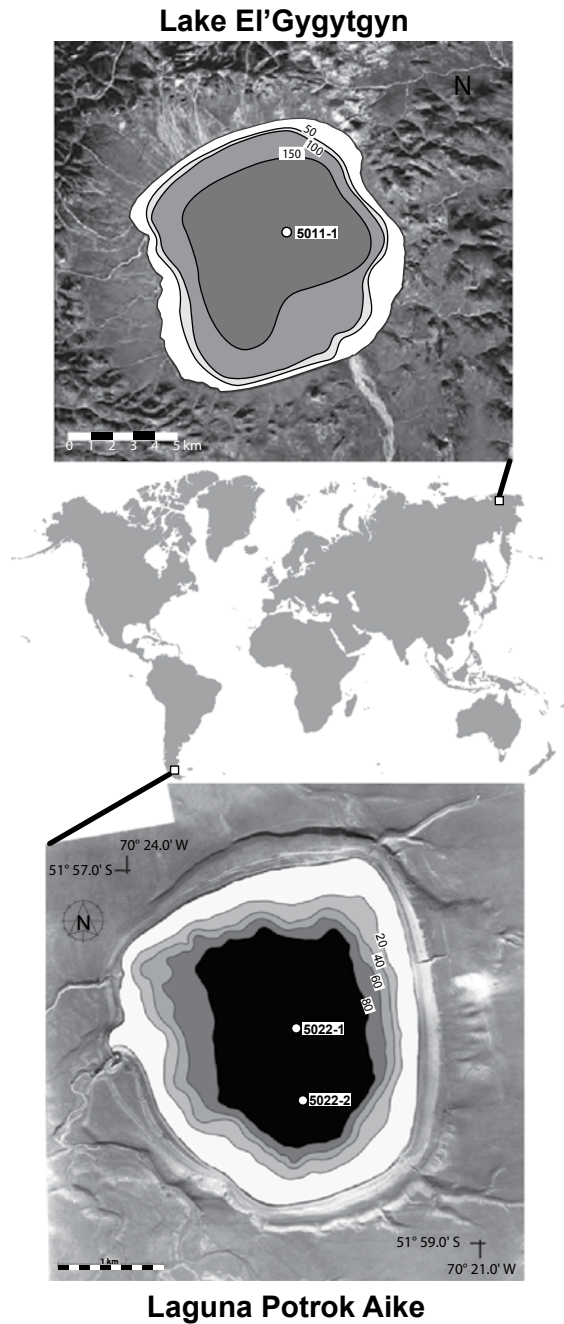 Lake El’Gygytgyn
N
50
100
150
5011-1
0 1 2 3 4 5 km
70° 24.0' W
51° 57.0' S
N
20
40
60
80
5022-1
5022-2
51° 59.0' S
1 km
70° 21.0' W
Laguna Potrok Aike